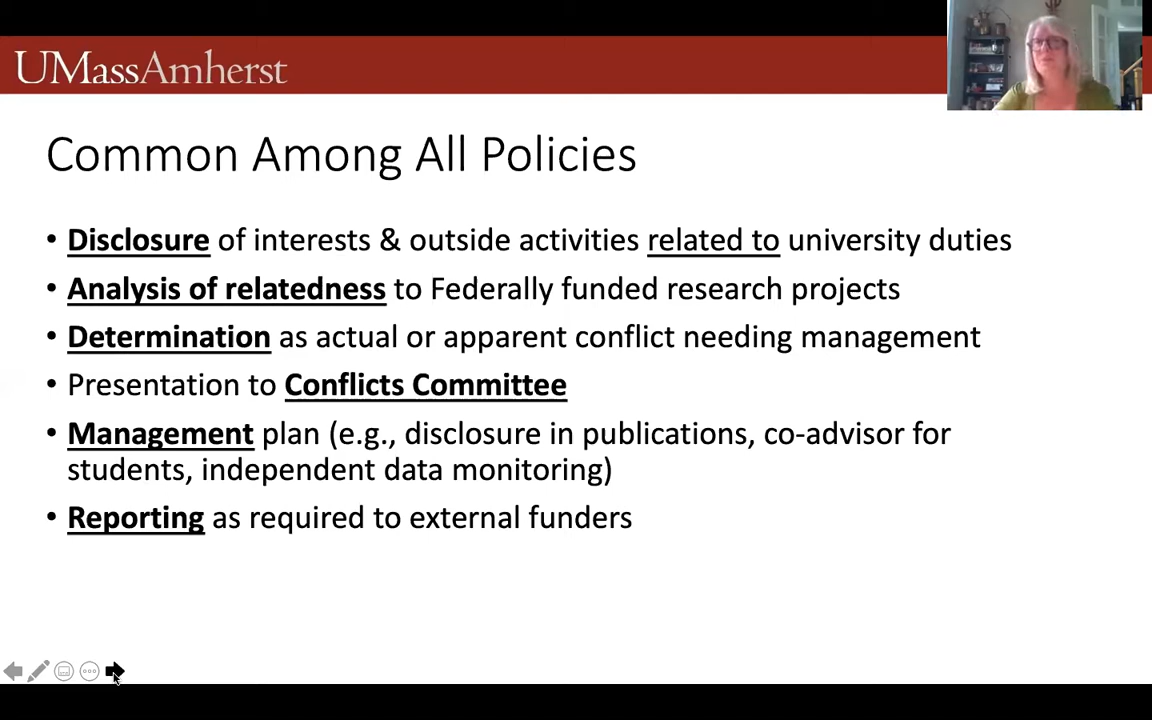 UMassAmherst
Common Among All Policies
• Disclosure of interests & outside activities related to university duties
• Analysis of relatedness to Federally funded research projects
• Determination as actual or apparent conflict needing management
• Presentation to Conflicts Committee
• Management plan (e.g., disclosure in publications, co-advisor for
students, independent data monitoring)
• Reporting as required to external funders